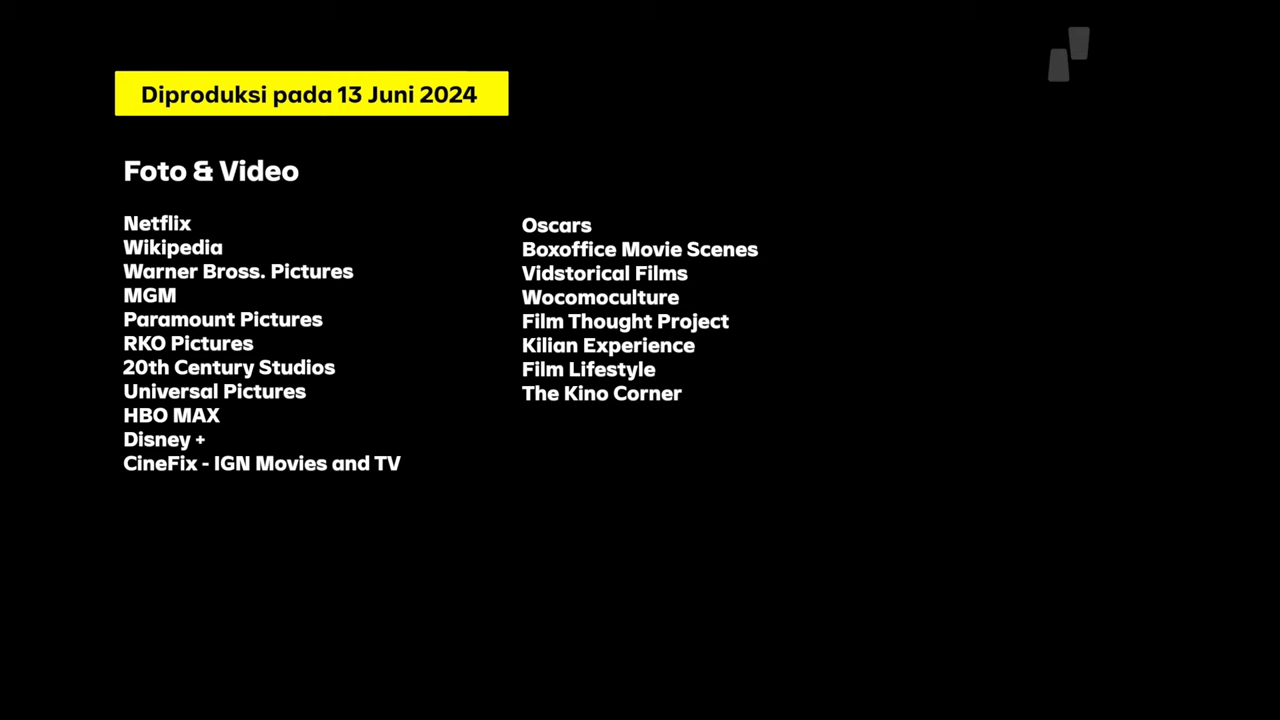 Diproduksi pada 13 Juni 2024
Foto & Video
Netflix
Wikipedia
Warner Bross. Pictures
MGM
Paramount Pictures
RKO Pictures
20th Century Studios
Universal Pictures
HBO MAX
Disney +
CineFix - IGN Movies and TV
Oscars
Boxoffice Movie Scenes
Vidstorical Films
Wocomoculture
Film Thought Project
Kilian Experience
Film Lifestyle
The Kino Corner